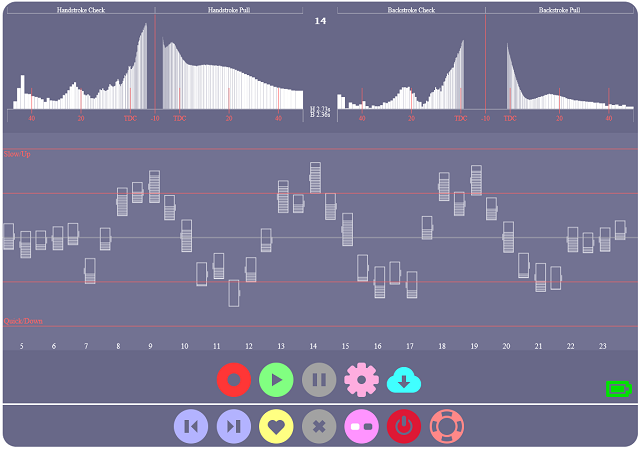 Handstroke Check Handstroke Pull 14 Backstroke Check Backstroke Pull
H 2.73s
B 2.36s
40 20 TDC -10 TDC 20 40 40 20 TDC -10 TDC 20 40
Slow/Up
Quick/Down
5 6 7 8 9 10 11 12 13 14 15 16 17 18 19 20 21 22 23